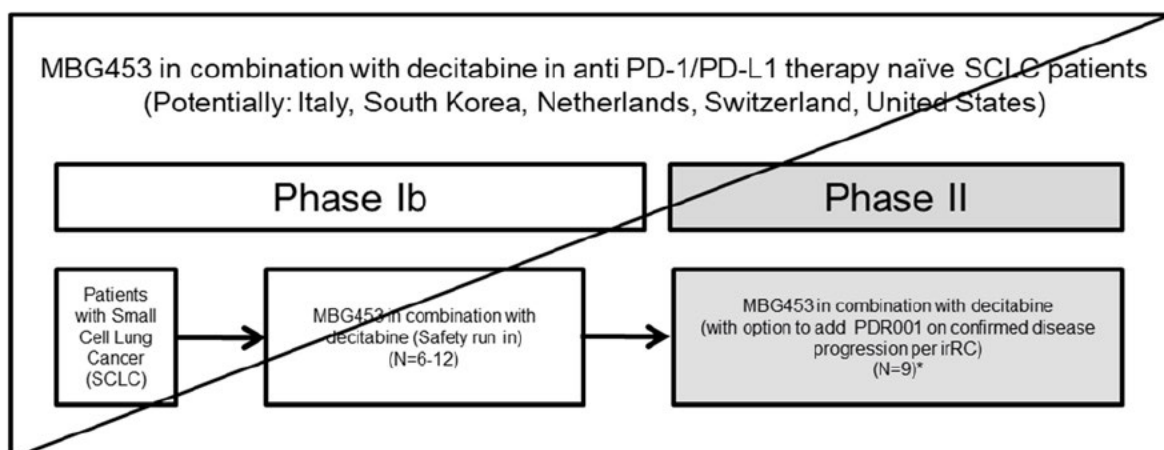 MBG453 in combination with decitabine in anti PD-1/PD-L1 therapy naïve SCLC patients
(Potentially: Italy, South Korea, Netherlands, Switzerland, United States)
Phase Ib
Phase II
Patients
with Small
Cell Lung
Cancer
(SCLC)
MBG453 in combination with
decitabine (Safety run in)
(N=6-12)
MBG453 in combination with decitabine
(with option to add PDR001 on confirmed disease
progression per irRC)
(N=9)*